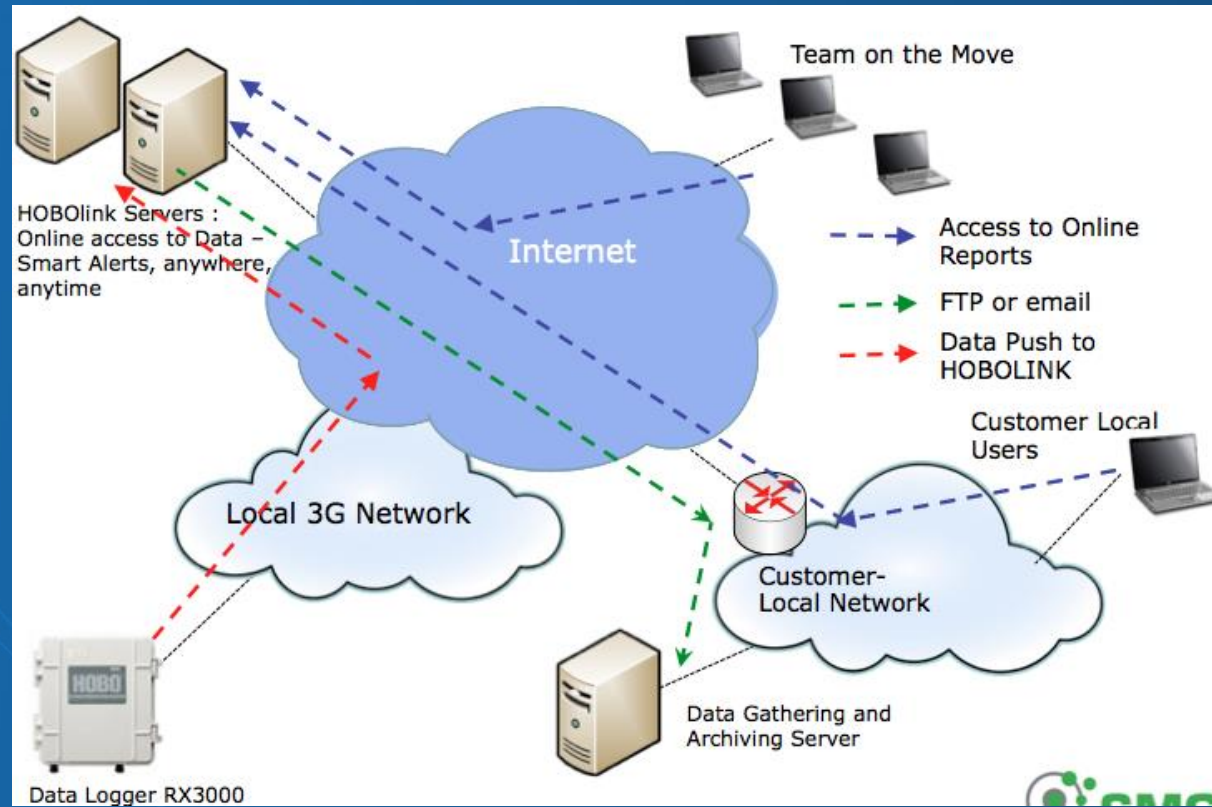 Team on the Move
HOBOlink Servers :
Online access to Data –
Smart Alerts, anywhere,
anytime
Internet
Access to Online
Reports
FTP or email
Data Push to
HOBOLINK
Customer Local
Users
Local 3G Network
Customer-
Local Network
HOBO
Data Gathering and
Archiving Server
Data Logger RX3000